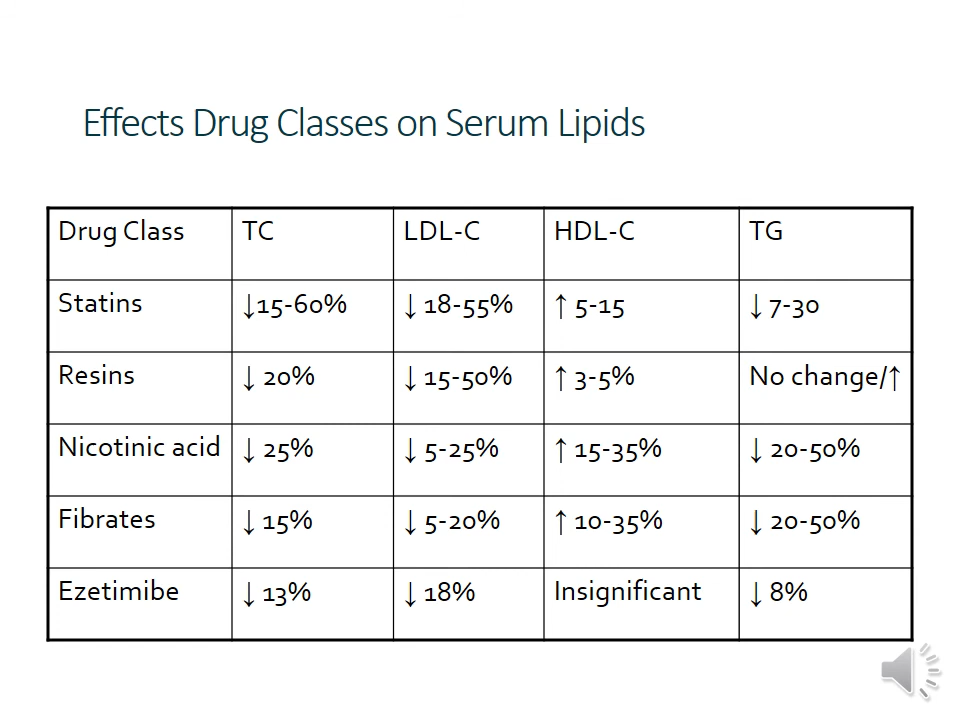 Effects Drug Classes on Serum Lipids
Drug Class TC LDL-C HDL-C TG
Statins ↓15-60% ↓ 18-55% ↑ 5-15 ↓ 7-30
Resins ↓ 20% ↓ 15-50% ↑ 3-5% No change/↑
Nicotinic acid ↓ 25% ↓ 5-25% ↑ 15-35% ↓ 20-50%
Fibrates ↓ 15% ↓ 5-20% ↑ 10-35% ↓ 20-50%
Ezetimibe ↓ 13% ↓ 18% Insignificant ↓ 8%